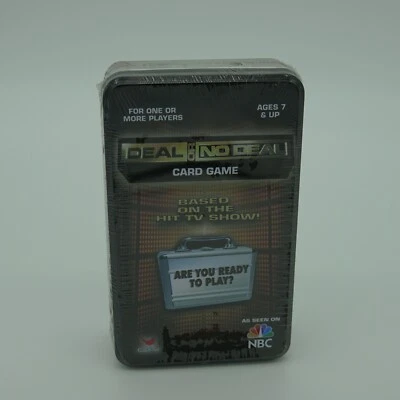 FOR ONE OR
MORE PLAYERS
AGES 7
& UP
DEAL OR NO DEAL
CARD GAME
BASED
ON THE
HIT TV SHOW!
ARE YOU READY
TO PLAY?
AS SEEN ON
NBC